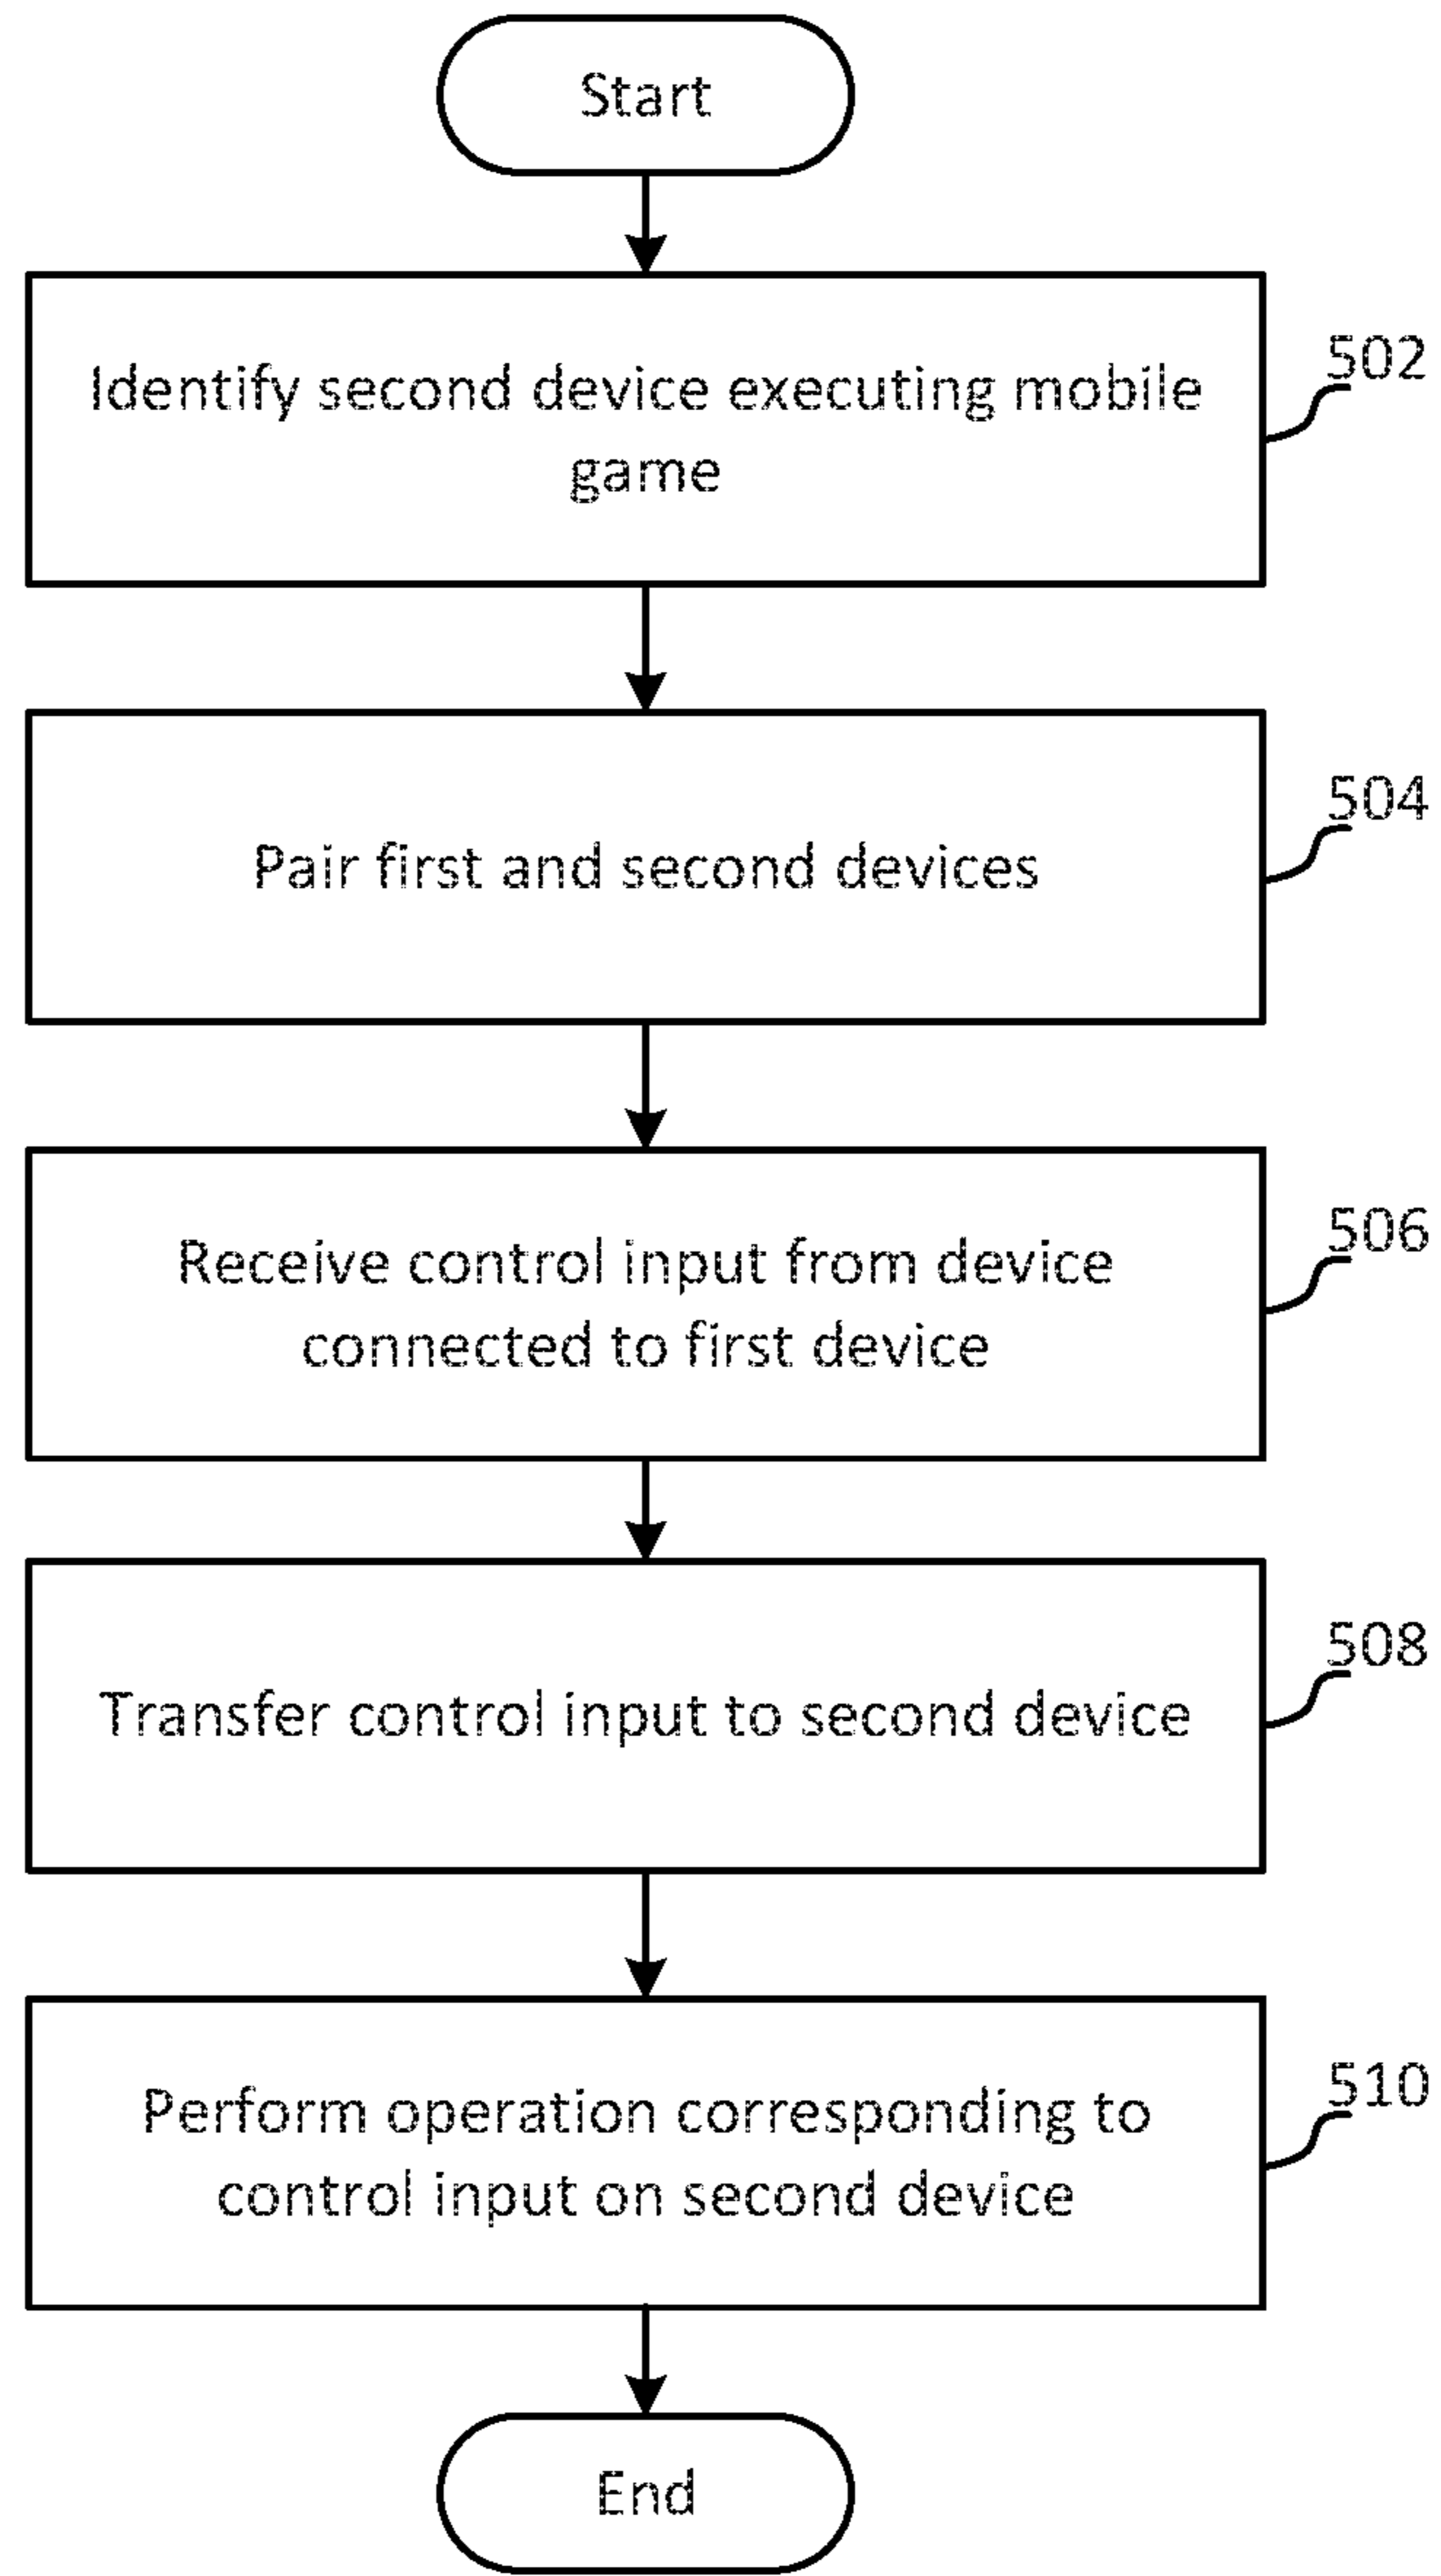 Start
Identify second device executing mobile
game
502
Pair first and second devices
504
Receive control input from device
connected to first device
506
Transfer control input to second device
508
Perform operation corresponding to
control input on second device
510
End